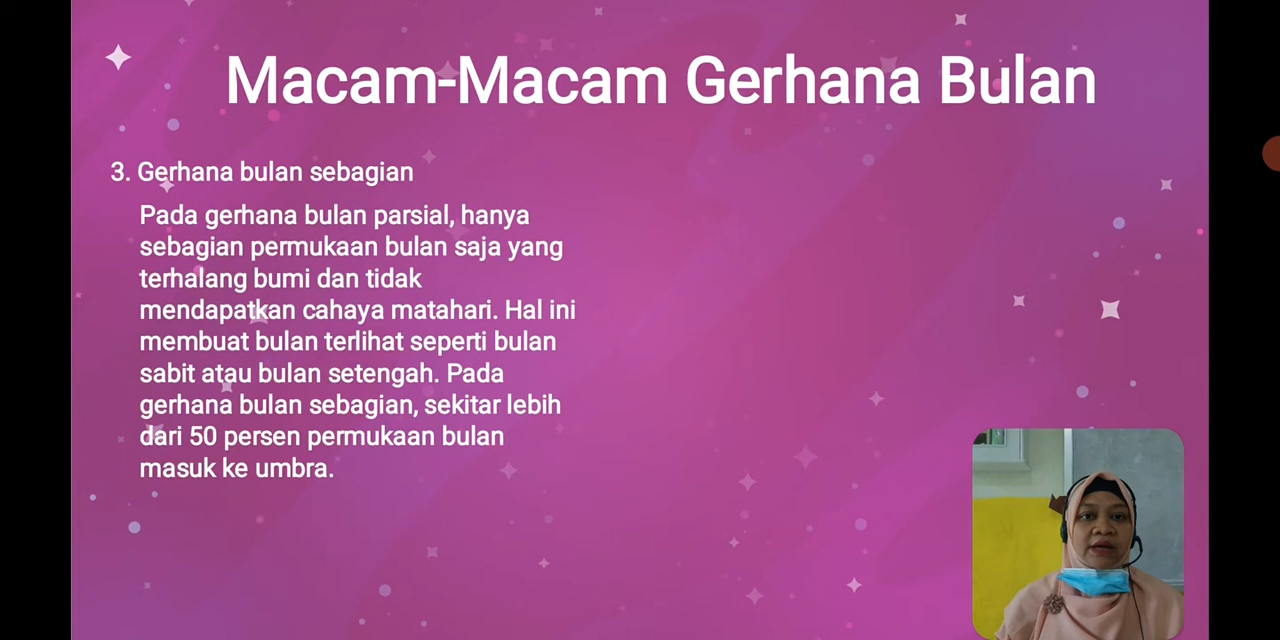 Macam-Macam Gerhana Bulan
3. Gerhana bulan sebagian
Pada gerhana bulan parsial, hanya
sebagian permukaan bulan saja yang
terhalang bumi dan tidak
mendapatkan cahaya matahari. Hal ini
membuat bulan terlihat seperti bulan
sabit atau bulan setengah. Pada
gerhana bulan sebagian, sekitar lebih
dari 50 persen permukaan bulan
masuk ke umbra.